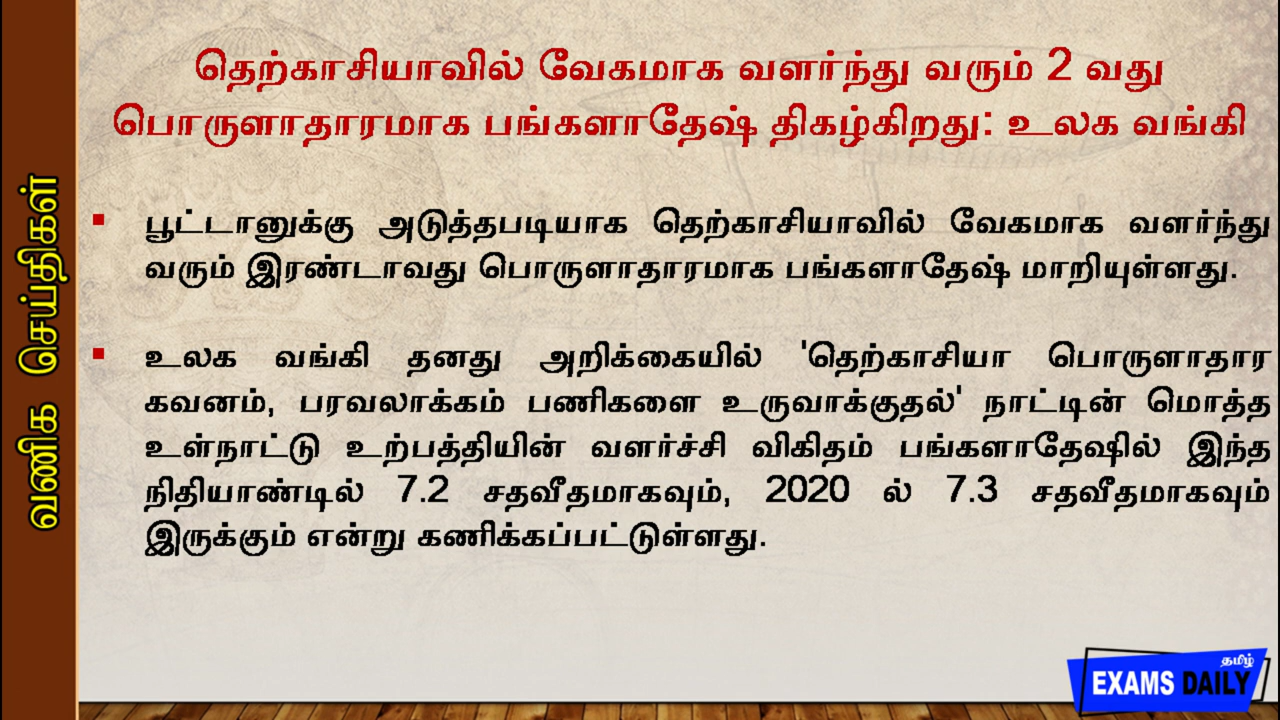 வணிக செய்திகள்
தெற்காசியாவில் வேகமாக வளர்ந்து வரும் 2 வது
பொருளாதாரமாக பங்களாதேஷ் திகழ்கிறது: உலக வங்கி
பூட்டானுக்கு அடுத்தபடியாக தெற்காசியாவில் வேகமாக வளர்ந்து
வரும் இரண்டாவது பொருளாதாரமாக பங்களாதேஷ் மாறியுள்ளது.
உலக வங்கி தனது அறிக்கையில் 'தெற்காசியா பொருளாதார
கவனம், பரவலாக்கம் பணிகளை உருவாக்குதல்' நாட்டின் மொத்த
உள்நாட்டு உற்பத்தியின் வளர்ச்சி விகிதம் பங்களாதேஷில் இந்த
நிதியாண்டில் 7.2 சதவீதமாகவும், 2020 ல் 7.3 சதவீதமாகவும்
இருக்கும் என்று கணிக்கப்பட்டுள்ளது.
தமிழ்
EXAMS DAILY